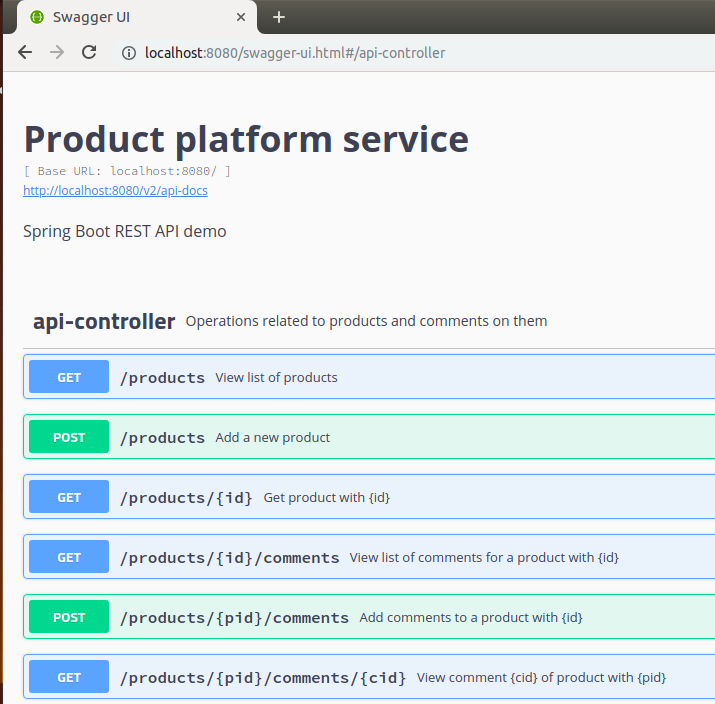 Swagger UI
localhost:8080/swagger-ui.html#/api-controller
Product platform service
[ Base URL: localhost:8080/ ]
http://localhost:8080/v2/api-docs
Spring Boot REST API demo
api-controller Operations related to products and comments on them
GET /products View list of products
POST /products Add a new product
GET /products/{id} Get product with {id}
GET /products/{id}/comments View list of comments for a product with {id}
POST /products/{pid}/comments Add comments to a product with {id}
GET /products/{pid}/comments/{cid} View comment {cid} of product with {pid}